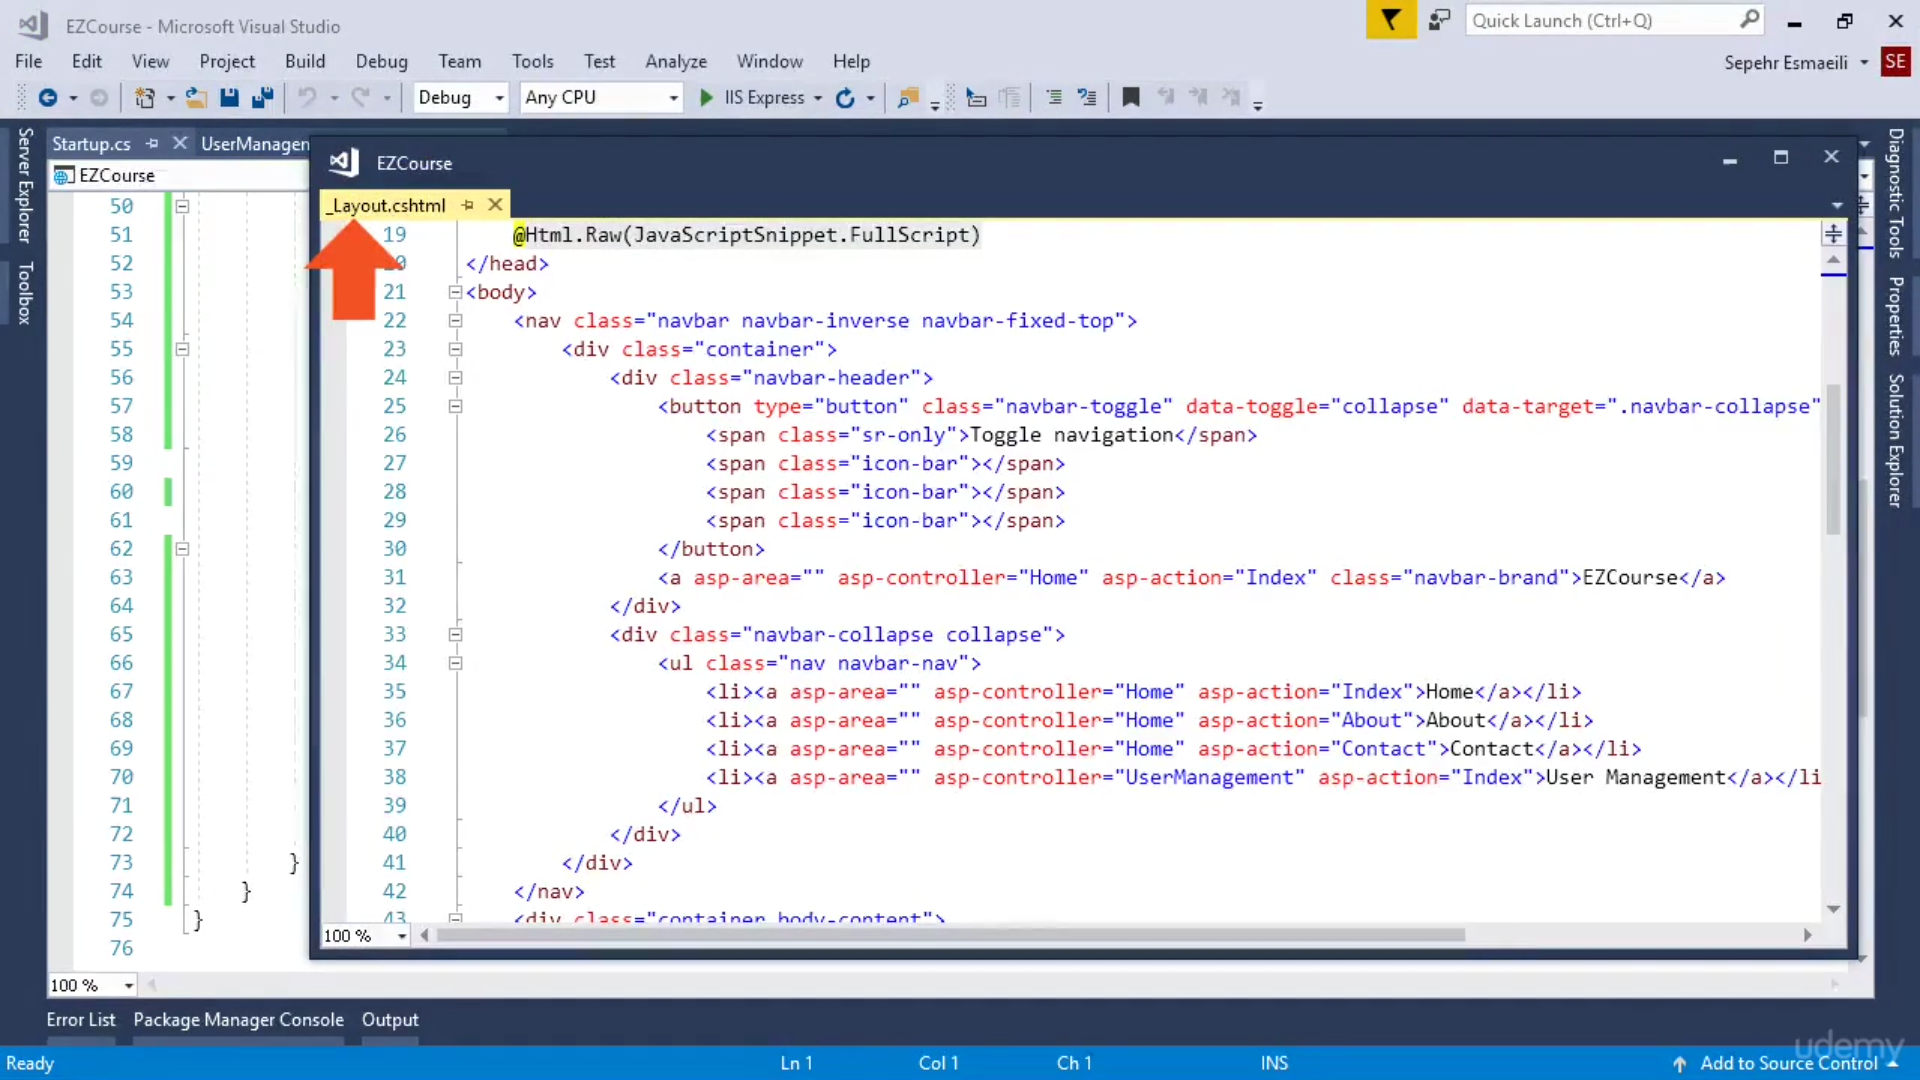 EZCourse - Microsoft Visual Studio
Quick Launch (Ctrl+Q)
File Edit View Project Build Debug Team Tools Test Analyze Window Help
Sepehr Esmaeili SE
Debug Any CPU IIS Express
Server Explorer
Toolbox
Startup.cs
UserManagen
EZCourse
50
51
52
53
54
55
56
57
58
59
60
61
62
63
64
65
66
67
68
69
70
71
72
73 }
74 }
75 }
76
100 %
EZCourse
_Layout.cshtml
19 @Html.Raw(JavaScriptSnippet.FullScript)
</head>
21 <body>
22 <nav class="navbar navbar-inverse navbar-fixed-top">
23 <div class="container">
24 <div class="navbar-header">
25 <button type="button" class="navbar-toggle" data-toggle="collapse" data-target=".navbar-collapse"
26 <span class="sr-only">Toggle navigation</span>
27 <span class="icon-bar"></span>
28 <span class="icon-bar"></span>
29 <span class="icon-bar"></span>
30 </button>
31 <a asp-area="" asp-controller="Home" asp-action="Index" class="navbar-brand">EZCourse</a>
32 </div>
33 <div class="navbar-collapse collapse">
34 <ul class="nav navbar-nav">
35 <li><a asp-area="" asp-controller="Home" asp-action="Index">Home</a></li>
36 <li><a asp-area="" asp-controller="Home" asp-action="About">About</a></li>
37 <li><a asp-area="" asp-controller="Home" asp-action="Contact">Contact</a></li>
38 <li><a asp-area="" asp-controller="UserManagement" asp-action="Index">User Management</a></li
39 </ul>
40 </div>
41 </div>
42 </nav>
43 <div class="container body-content">
100 %
Diagnostic Tools
Properties
Solution Explorer
Error List Package Manager Console Output
Ready Ln 1 Col 1 Ch 1 INS Add to Source Control
udemy